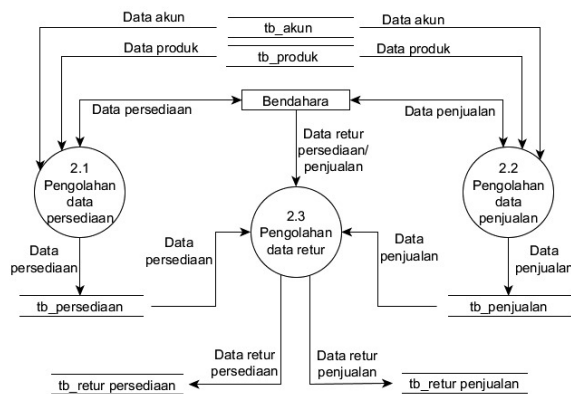 Data akun
tb_akun
Data akun
Data produk
tb_produk
Data produk
Data persediaan
Bendahara
Data penjualan
Data retur
persediaan/
penjualan
2.1
Pengolahan
data
persediaan
2.2
Pengolahan
data
penjualan
2.3
Pengolahan
data retur
Data
persediaan
Data
persediaan
Data
penjualan
Data
penjualan
tb_persediaan
tb_penjualan
Data retur
persediaan
Data retur
penjualan
tb_retur persediaan
tb_retur penjualan